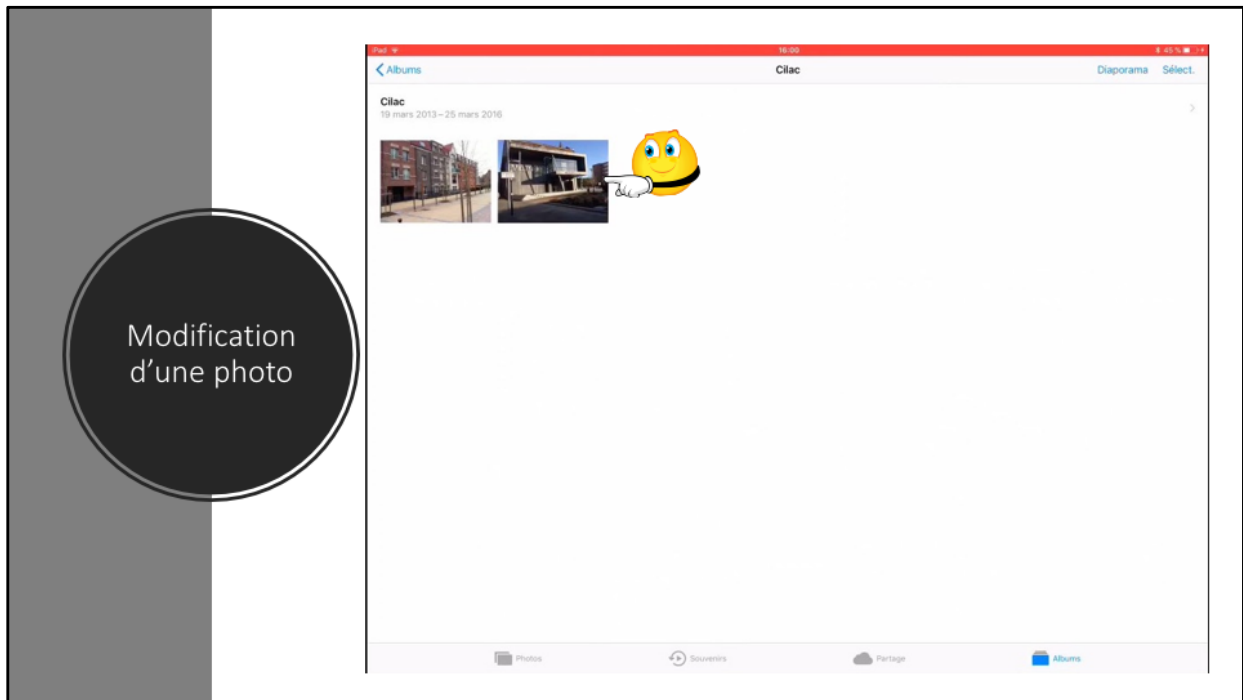 Modification
d'une photo
iPad 16:00 45 %
Albums Cilac Diaporama Sélect.
Cilac
19 mars 2013–25 mars 2016
Photos Souvenirs Partage Albums